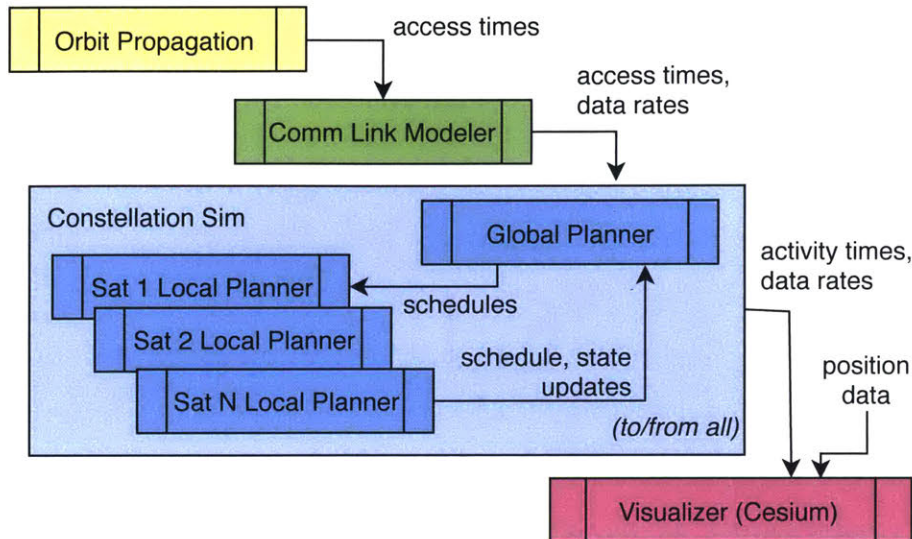 Orbit Propagation
access times
Comm Link Modeler
access times,
data rates
Constellation Sim
Global Planner
Sat 1 Local Planner
schedules
Sat 2 Local Planner
schedule, state
updates
Sat N Local Planner
(to/from all)
activity times,
data rates
position
data
Visualizer (Cesium)